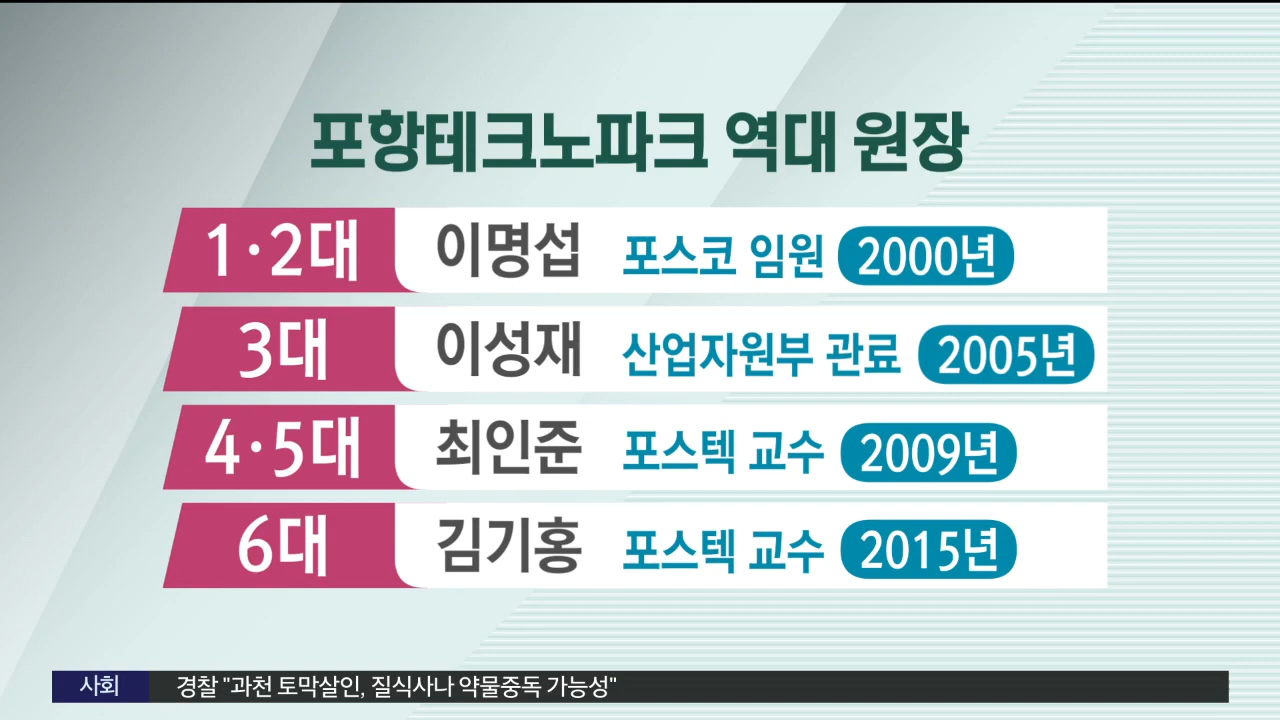 포항테크노파크 역대 원장
1·2대 이명섭 포스코 임원 2000년
3대 이성재 산업자원부 관료 2005년
4·5대 최인준 포스텍 교수 2009년
6대 김기홍 포스텍 교수 2015년
사회 경찰 "과천 토막살인, 질식사나 약물중독 가능성"